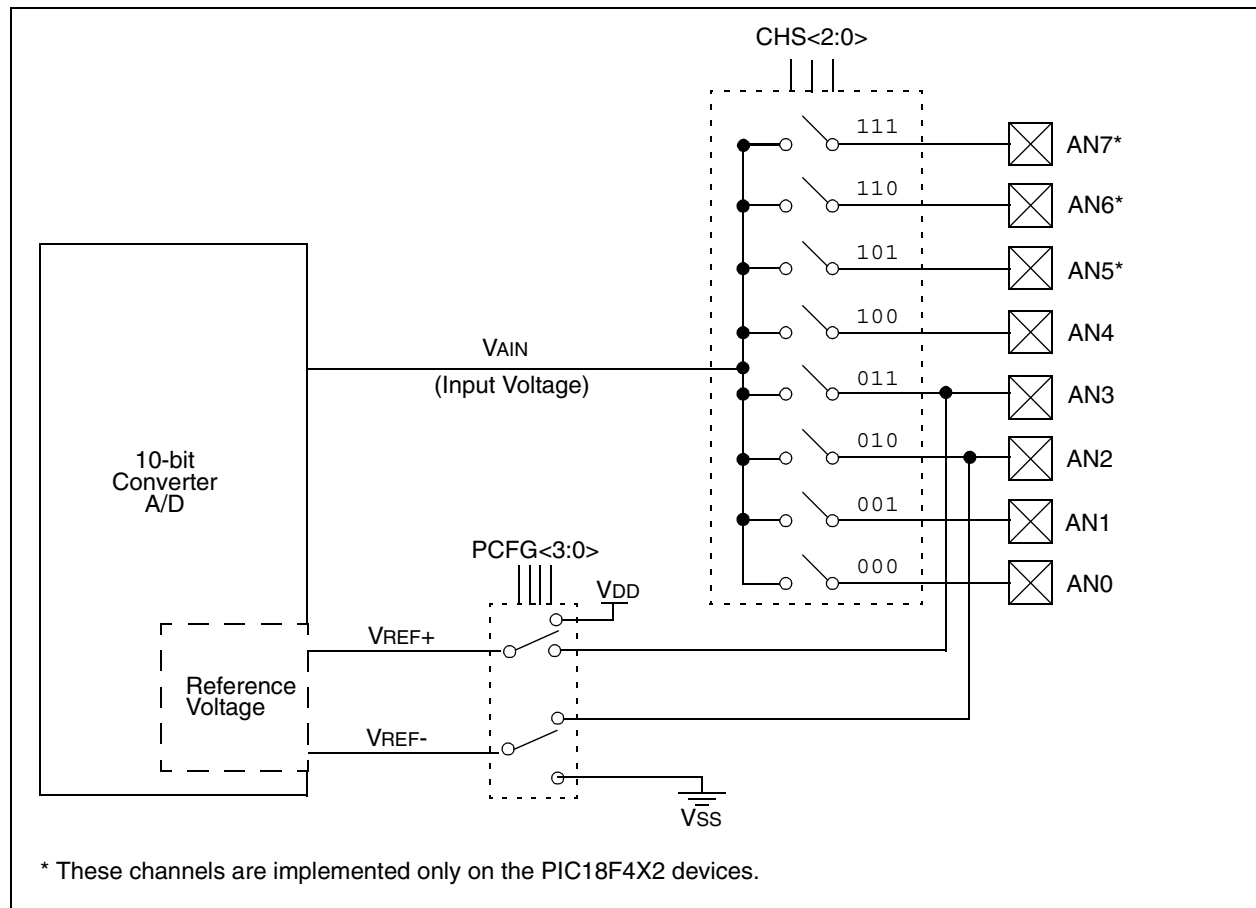 CHS<2:0>
111
AN7*
110
AN6*
101
AN5*
100
AN4
VAIN
(Input Voltage)
011
AN3
010
AN2
10-bit
Converter
A/D
001
AN1
PCFG<3:0>
000
AN0
VDD
VREF+
Reference
Voltage
VREF-
VSS
* These channels are implemented only on the PIC18F4X2 devices.